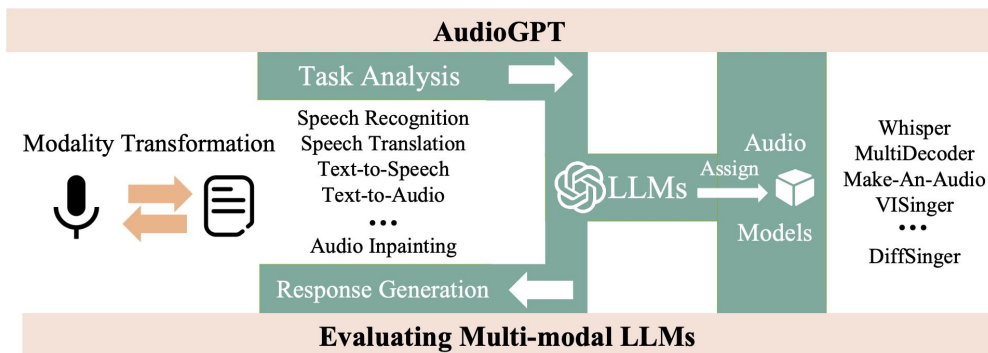 AudioGPT
Modality Transformation
Task Analysis
Speech Recognition
Speech Translation
Text-to-Speech
Text-to-Audio
•••
Audio Inpainting
Response Generation
LLMs
Assign
Audio
Models
Whisper
MultiDecoder
Make-An-Audio
VISinger
•••
DiffSinger
Evaluating Multi-modal LLMs